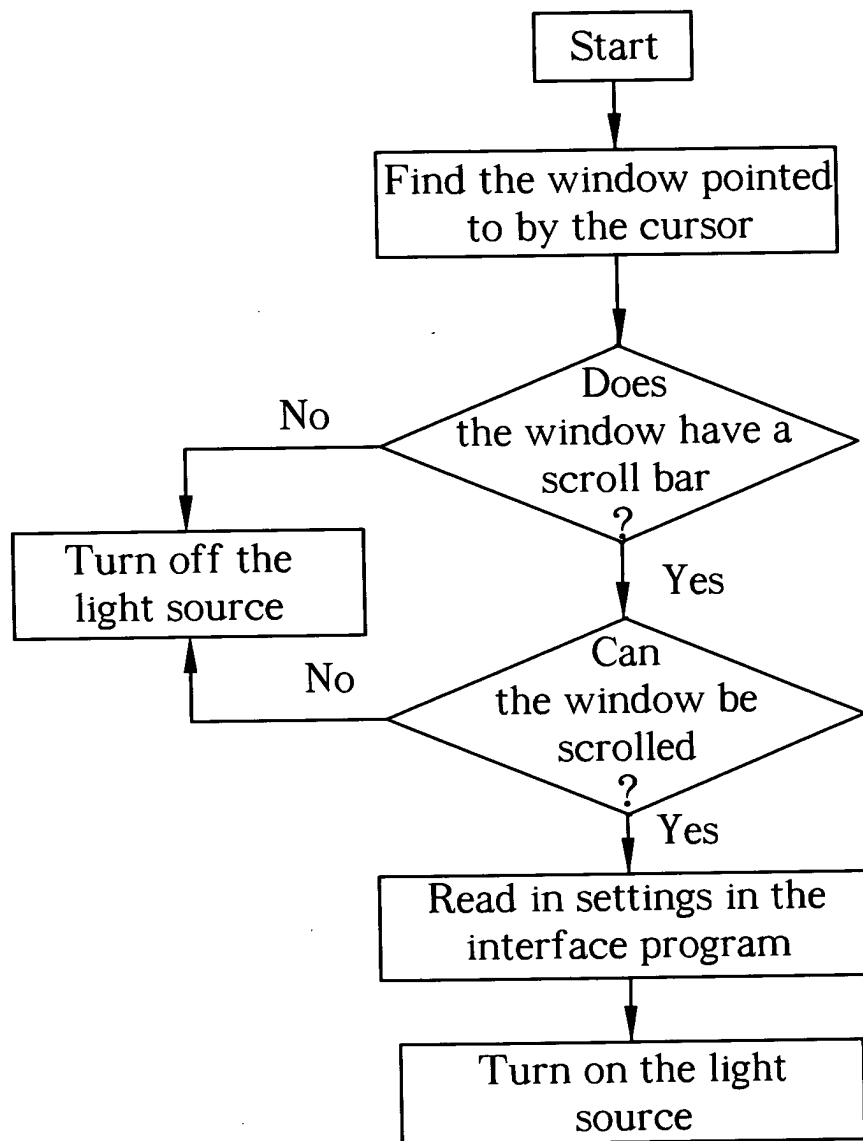 Start
Find the window pointed
to by the cursor
Does
the window have a
scroll bar
?
No
Yes
Turn off the
light source
Can
the window be
scrolled
?
No
Yes
Read in settings in the
interface program
Turn on the light
source